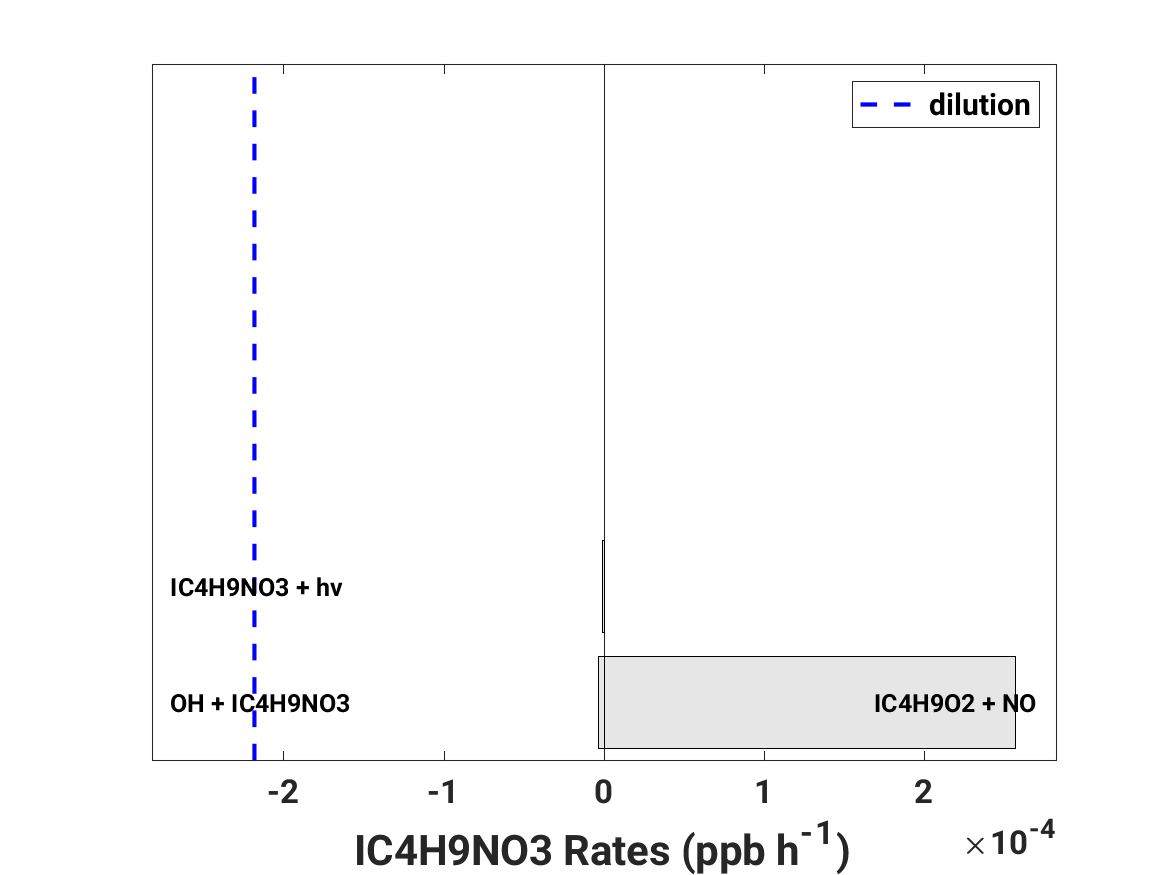 dilution
IC4H9NO3 + hv
OH + IC4H9NO3
IC4H9O2 + NO
-2 -1 0 1 2
×10⁻⁴
IC4H9NO3 Rates (ppb h⁻¹)